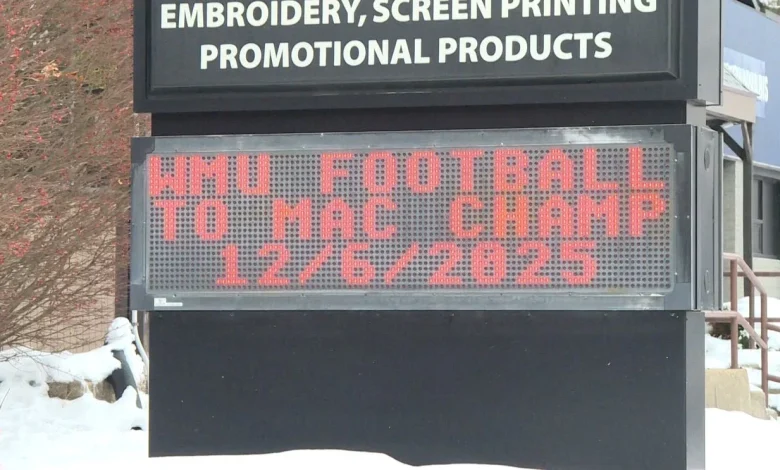 EMBROIDERY, SCREEN PRINTING
PROMOTIONAL PRODUCTS
WMU FOOTBALL
TO MAC CHAMP
12/6/2025